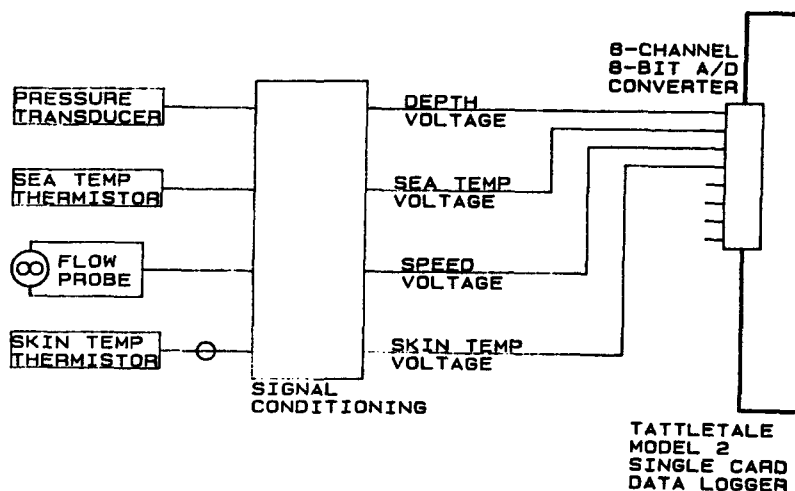 8-CHANNEL
8-BIT A/D
CONVERTER
PRESSURE
TRANSDUCER
DEPTH
VOLTAGE
SEA TEMP
THERMISTOR
SEA TEMP
VOLTAGE
FLOW
PROBE
SPEED
VOLTAGE
SKIN TEMP
THERMISTOR
SKIN TEMP
VOLTAGE
SIGNAL
CONDITIONING
TATTLETALE
MODEL 2
SINGLE CARD
DATA LOGGER